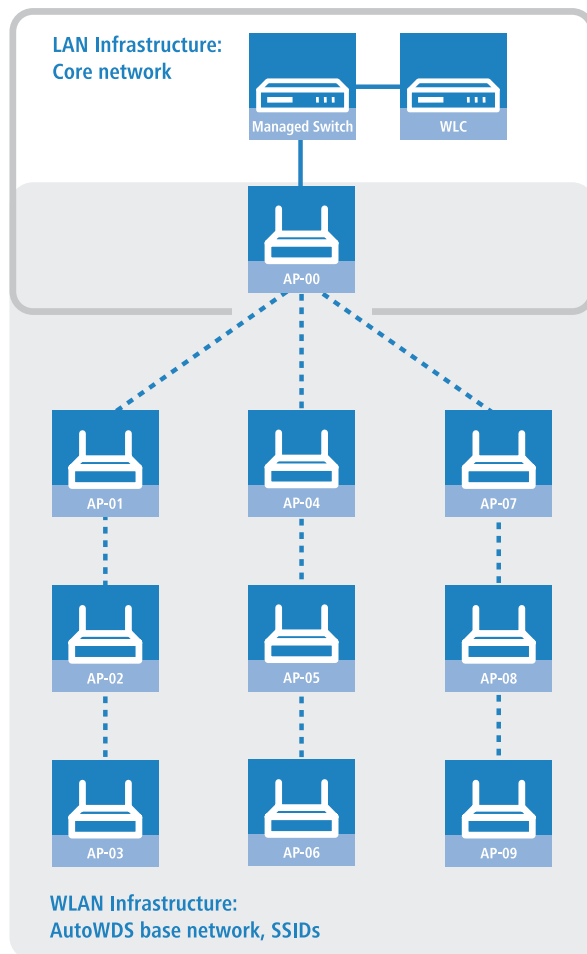 LAN Infrastructure:
Core network
Managed Switch
WLC
AP-00
AP-01
AP-04
AP-07
AP-02
AP-05
AP-08
AP-03
AP-06
AP-09
WLAN Infrastructure:
AutoWDS base network, SSIDs